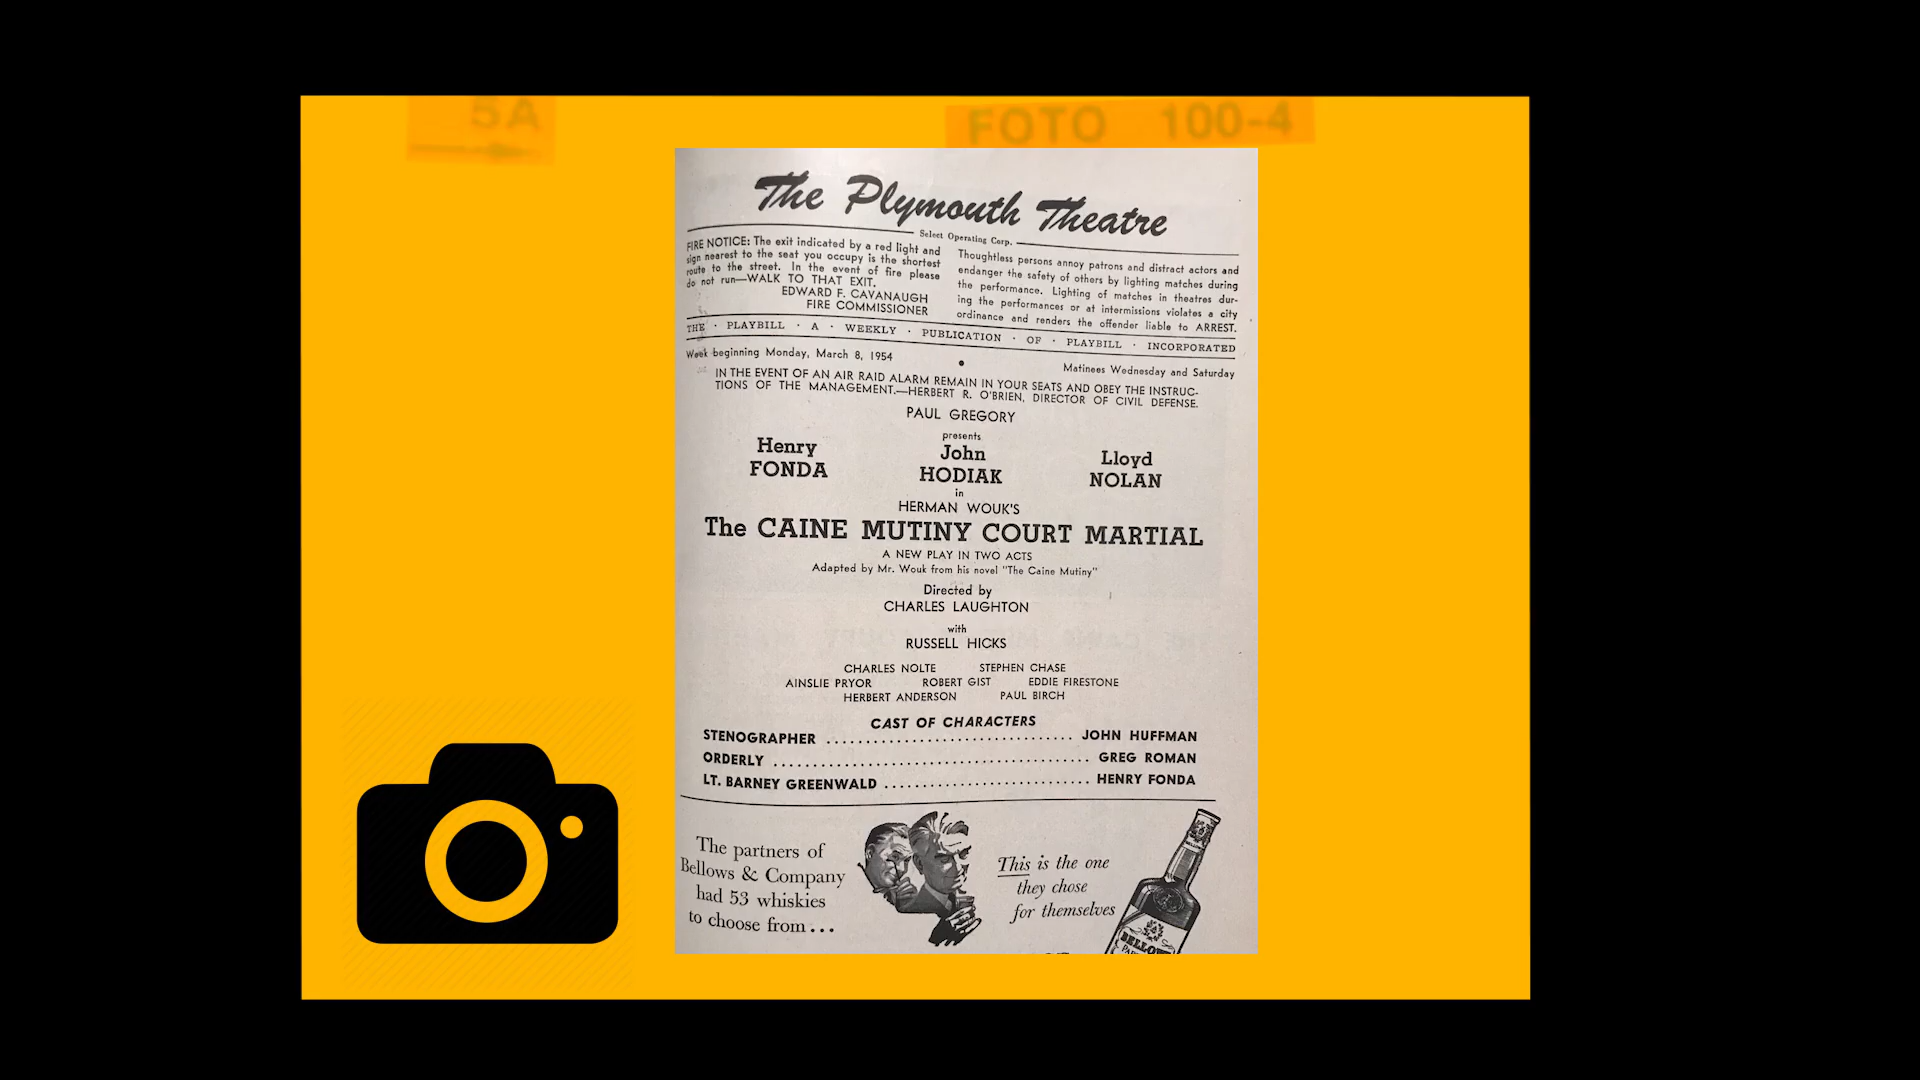 5A
FOTO 100-4
The Plymouth Theatre
Select Operating Corp.
FIRE NOTICE: The exit indicated by a red light and
sign nearest to the seat you occupy is the shortest
route to the street. In the event of fire please
do not run—WALK TO THAT EXIT.
EDWARD F. CAVANAUGH
FIRE COMMISSIONER
Thoughtless persons annoy patrons and distract actors and
endanger the safety of others by lighting matches during
the performance. Lighting of matches in theatres dur-
ing the performances or at intermissions violates a city
ordinance and renders the offender liable to ARREST.
THE · PLAYBILL · A · WEEKLY · PUBLICATION · OF · PLAYBILL · INCORPORATED
Week beginning Monday, March 8, 1954
Matinees Wednesday and Saturday
IN THE EVENT OF AN AIR RAID ALARM REMAIN IN YOUR SEATS AND OBEY THE INSTRUC-
TIONS OF THE MANAGEMENT.—HERBERT R. O'BRIEN, DIRECTOR OF CIVIL DEFENSE.
PAUL GREGORY
presents
Henry FONDA
John HODIAK
Lloyd NOLAN
in
HERMAN WOUK'S
The CAINE MUTINY COURT MARTIAL
A NEW PLAY IN TWO ACTS
Adapted by Mr. Wouk from his novel "The Caine Mutiny"
Directed by
CHARLES LAUGHTON
with
RUSSELL HICKS
CHARLES NOLTE STEPHEN CHASE
AINSLIE PRYOR ROBERT GIST EDDIE FIRESTONE
HERBERT ANDERSON PAUL BIRCH
CAST OF CHARACTERS
STENOGRAPHER ................................ JOHN HUFFMAN
ORDERLY ........................................ GREG ROMAN
LT. BARNEY GREENWALD .......................... HENRY FONDA
The partners of
Bellows & Company
had 53 whiskies
to choose from...
This is the one
they chose
for themselves